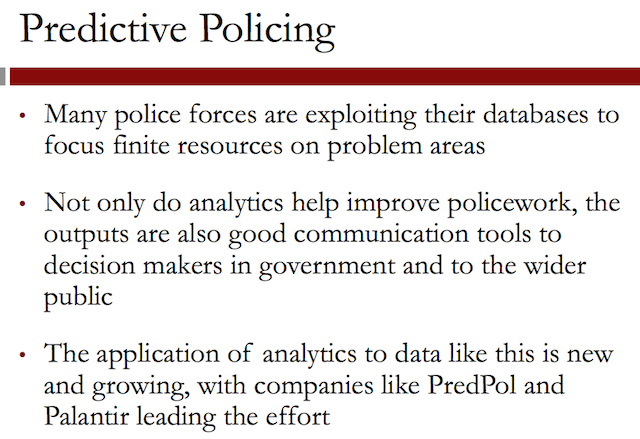 Predictive Policing
• Many police forces are exploiting their databases to
focus finite resources on problem areas
• Not only do analytics help improve policework, the
outputs are also good communication tools to
decision makers in government and to the wider
public
• The application of analytics to data like this is new
and growing, with companies like PredPol and
Palantir leading the effort